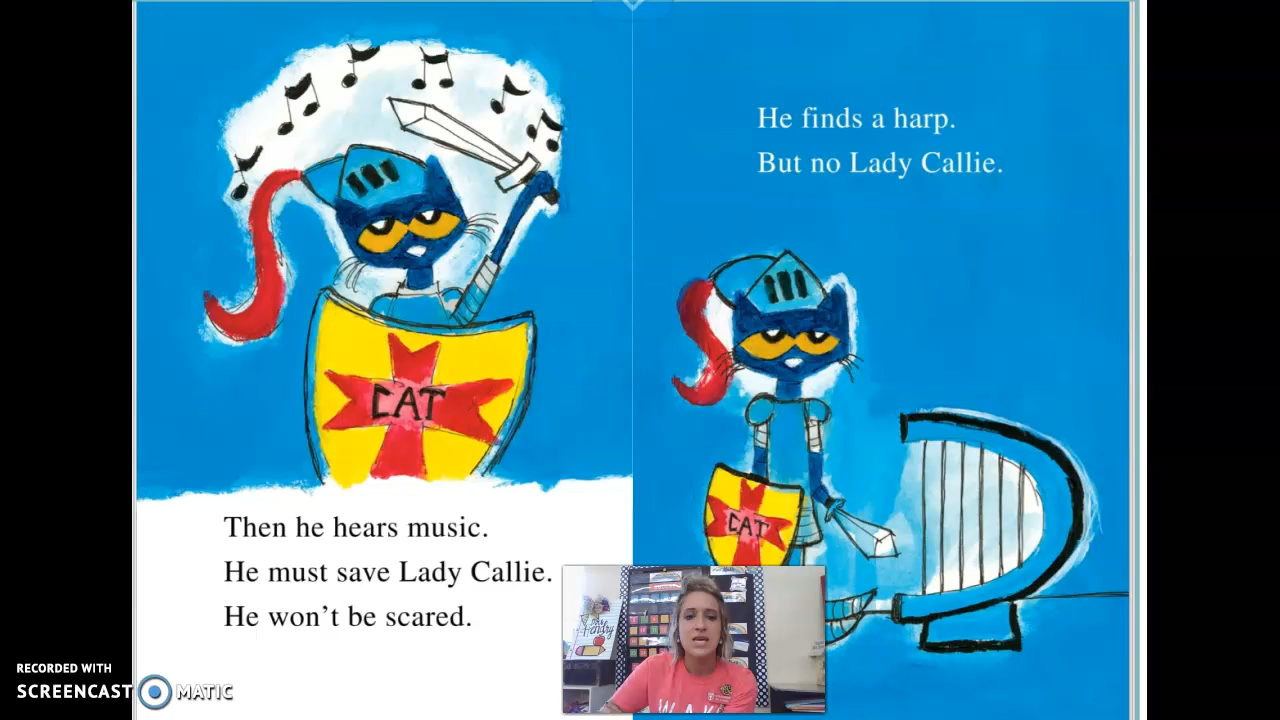 CAT
Then he hears music.
He must save Lady Callie.
He won't be scared.
He finds a harp.
But no Lady Callie.
CAT
RECORDED WITH
SCREENCAST MATIC